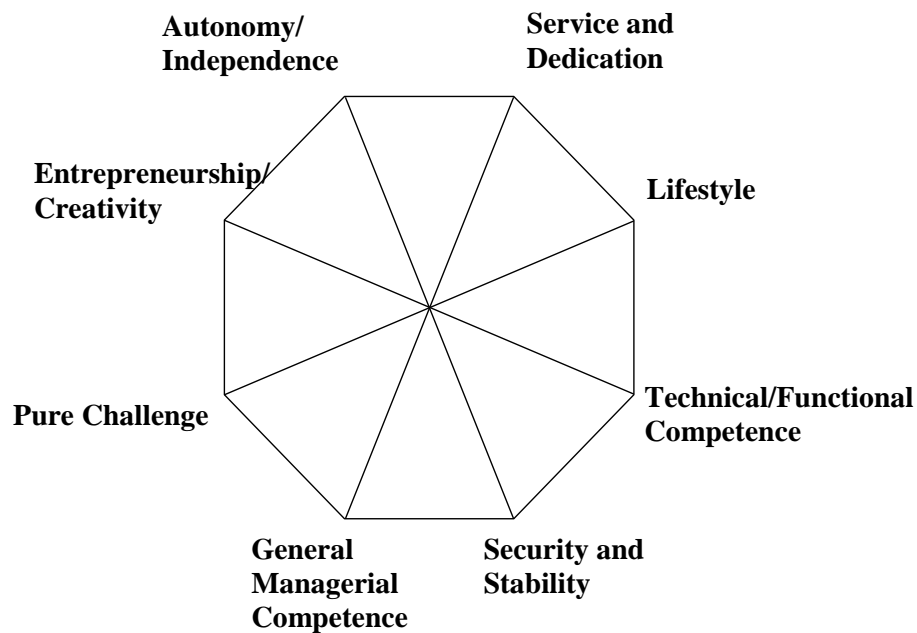 Autonomy/
Independence
Service and
Dedication
Entrepreneurship/
Creativity
Lifestyle
Pure Challenge
Technical/Functional
Competence
General
Managerial
Competence
Security and
Stability